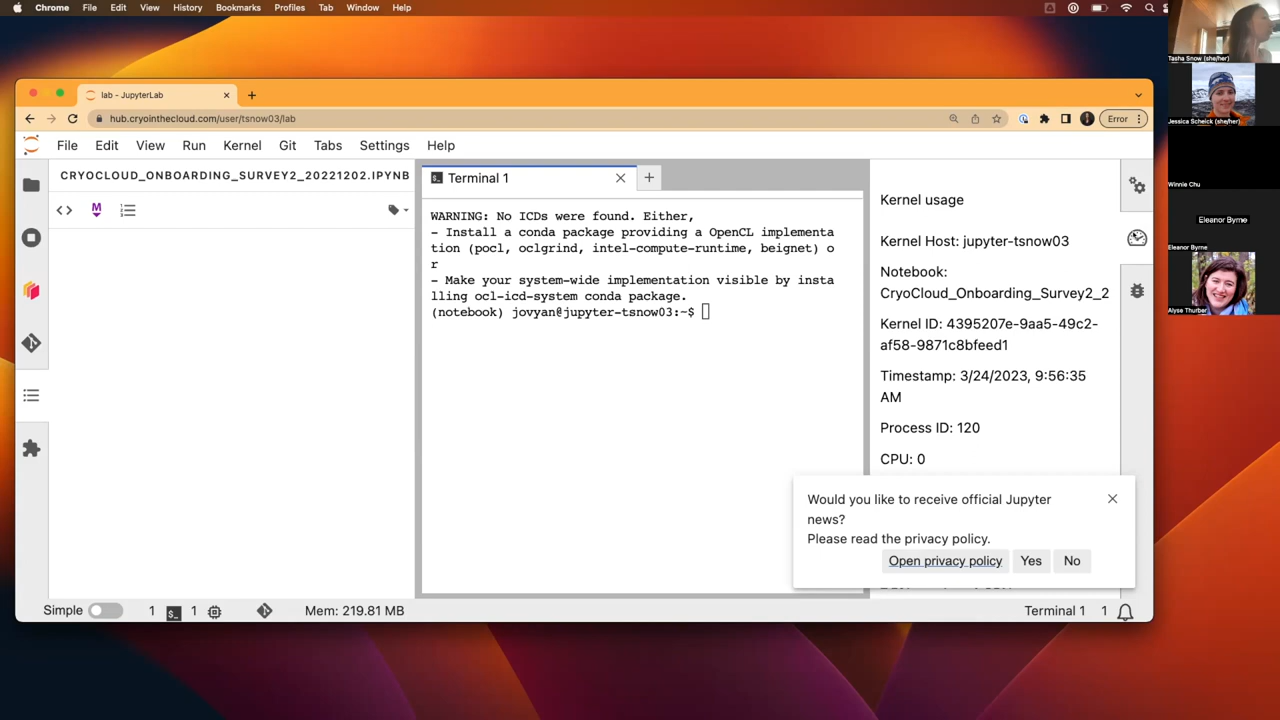 Chrome File Edit View History Bookmarks Profiles Tab Window Help
lab - JupyterLab
hub.cryointhecloud.com/user/tsnow03/lab
Error
File Edit View Run Kernel Git Tabs Settings Help
CRYOCLOUD_ONBOARDING_SURVEY2_20221202.IPYNB
Terminal 1
WARNING: No ICDs were found. Either,
- Install a conda package providing a OpenCL implementa
tion (pocl, oclgrind, intel-compute-runtime, beignet) o
r
- Make your system-wide implementation visible by insta
lling ocl-icd-system conda package.
(notebook) jovyan@jupyter-tsnow03:~$
Kernel usage
Kernel Host: jupyter-tsnow03
Notebook:
CryoCloud_Onboarding_Survey2_2
Kernel ID: 4395207e-9aa5-49c2-
af58-9871c8bfeed1
Timestamp: 3/24/2023, 9:56:35
AM
Process ID: 120
CPU: 0
Would you like to receive official Jupyter
news?
Please read the privacy policy.
Open privacy policy Yes No
Simple 1 1 Mem: 219.81 MB
Terminal 1 1
Tasha Snow (she/her)
Jessica Scheick (she/her)
Winnie Chu
Eleanor Byrne
Eleanor Byrne
Alyse Thurber